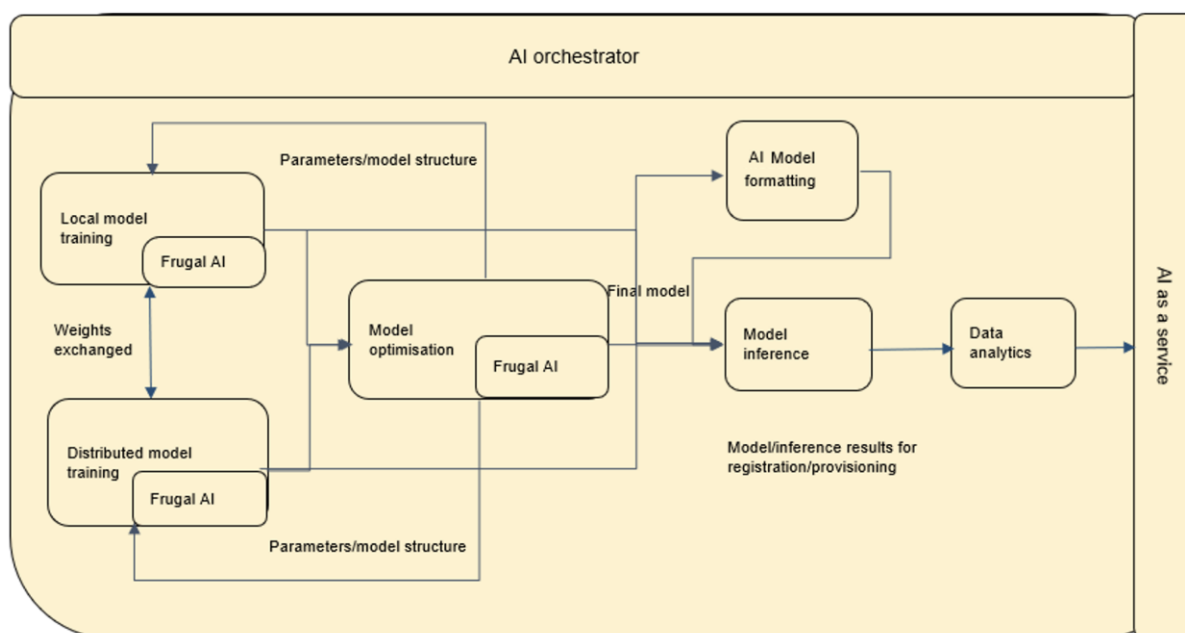 AI orchestrator
Parameters/model structure
AI Model
formatting
Local model
training
Frugal AI
Final model
Weights
exchanged
Model
optimisation
Frugal AI
Model
inference
Data
analytics
AI as a service
Distributed model
training
Frugal AI
Model/inference results for
registration/provisioning
Parameters/model structure